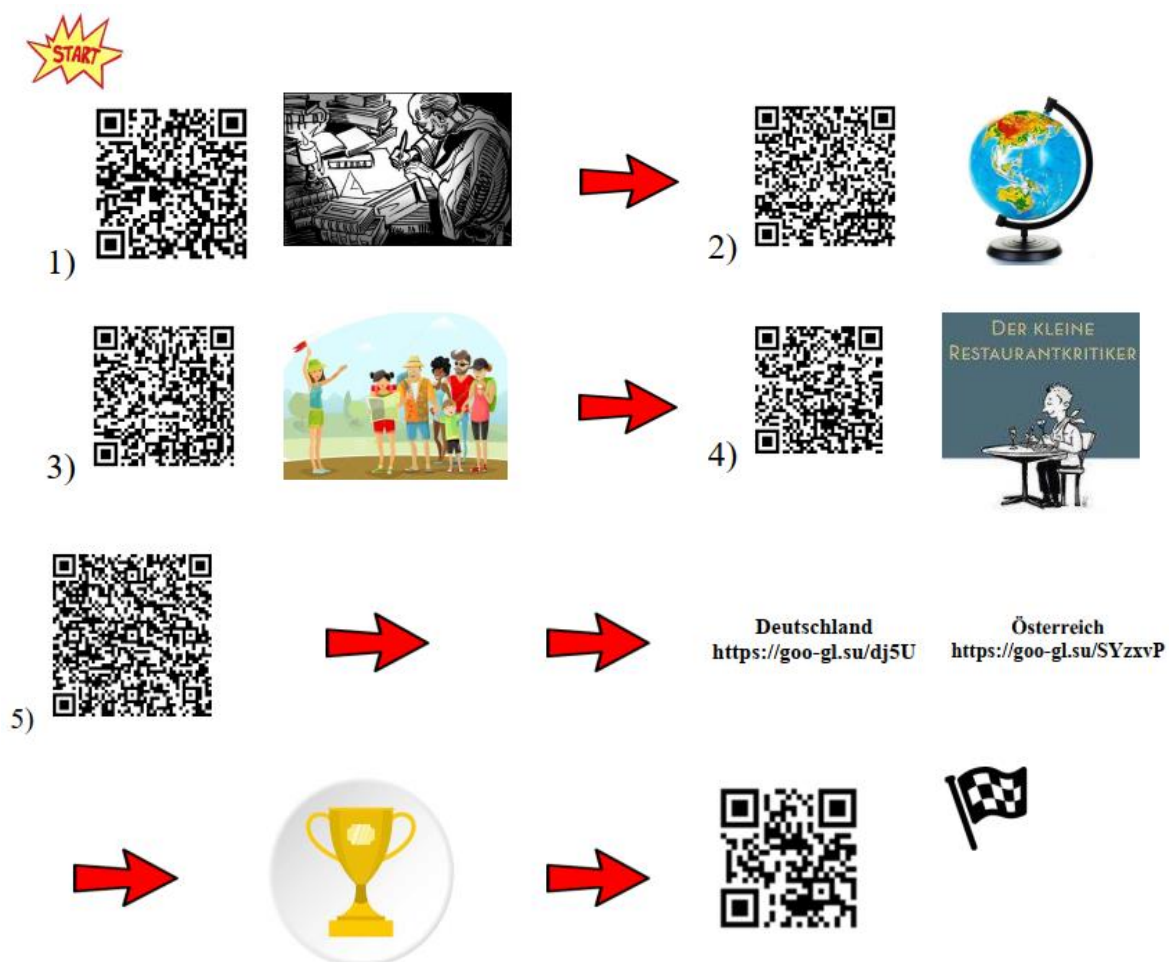 START
1)
2)
3)
DER KLEINE
RESTAURANTKRITIKER
4)
Deutschland
https://goo-gl.su/dj5U
Österreich
https://goo-gl.su/SYzxvP
5)